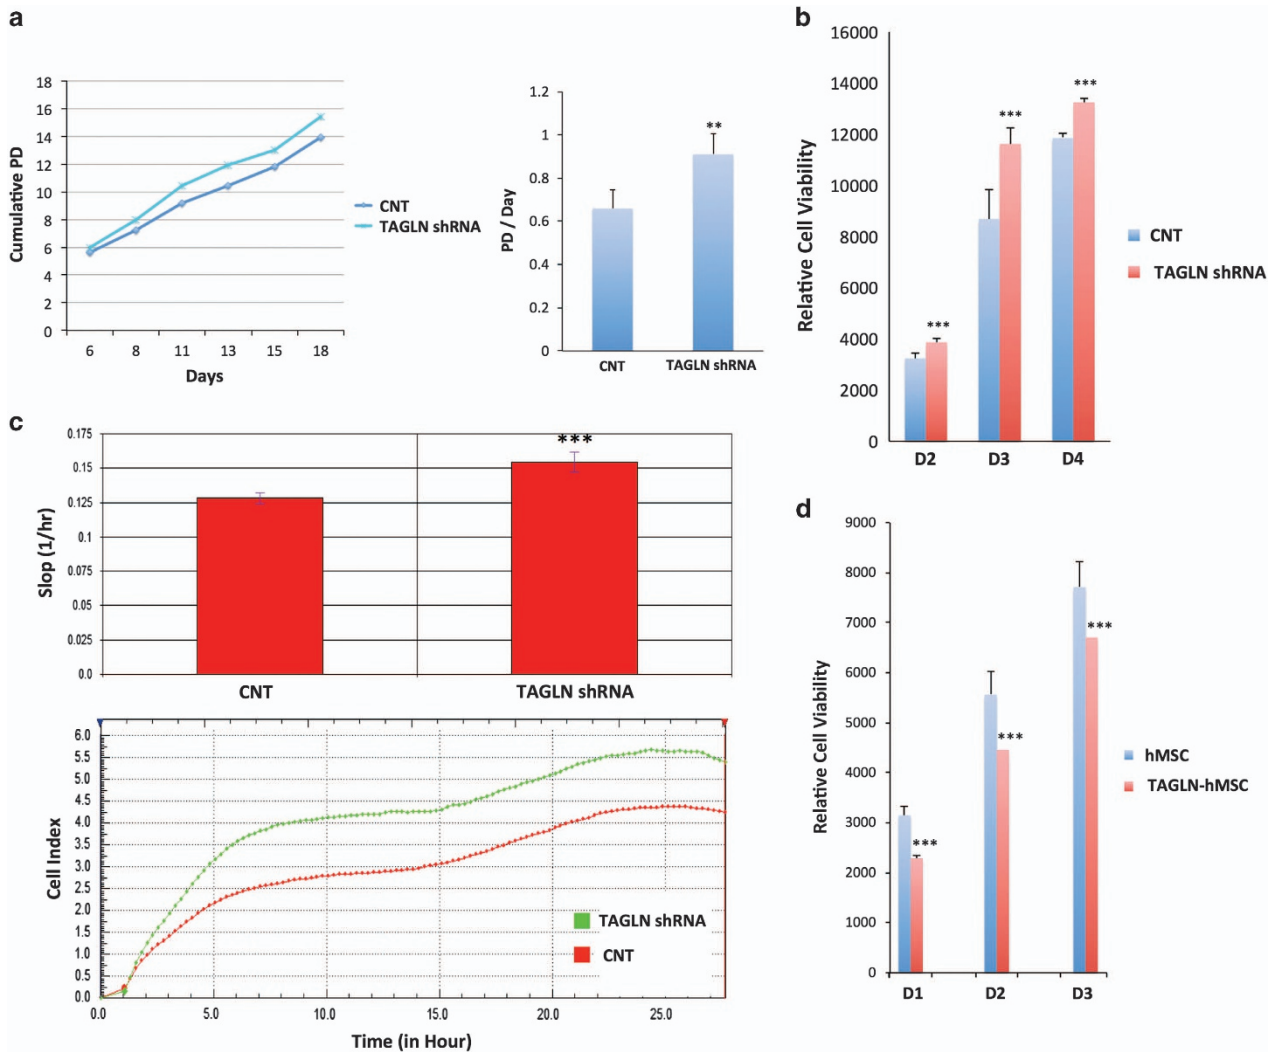 a
18
16
14
12
10
8
6
4
2
0
Cumulative PD
6 8 11 13 15 18
Days
CNT
TAGLN shRNA
1.2
1
0.8
0.6
0.4
0.2
0
PD / Day
**
CNT TAGLN shRNA
b
16000
14000
12000
10000
8000
6000
4000
2000
0
Relative Cell Viability
***
***
***
D2 D3 D4
CNT
TAGLN shRNA
c
0.175
0.15
0.125
0.1
0.075
0.05
0.025
0.0
Slop (1/hr)
***
CNT TAGLN shRNA
6.0
5.5
5.0
4.5
4.0
3.5
3.0
2.5
2.0
1.5
1.0
0.5
0.0
Cell Index
TAGLN shRNA
CNT
0.0 5.0 10.0 15.0 20.0 25.0
Time (in Hour)
d
9000
8000
7000
6000
5000
4000
3000
2000
1000
0
Relative Cell Viability
***
***
***
D1 D2 D3
hMSC
TAGLN-hMSC